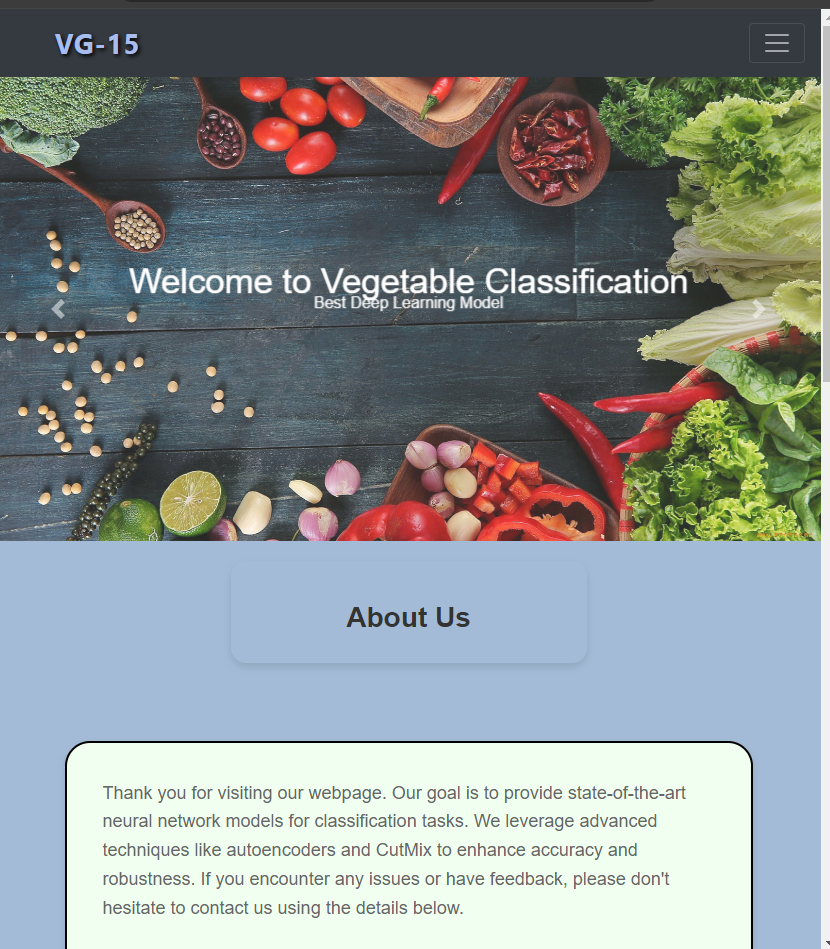 VG-15
Welcome to Vegetable Classification
Best Deep Learning Model
About Us
Thank you for visiting our webpage. Our goal is to provide state-of-the-art
neural network models for classification tasks. We leverage advanced
techniques like autoencoders and CutMix to enhance accuracy and
robustness. If you encounter any issues or have feedback, please don't
hesitate to contact us using the details below.